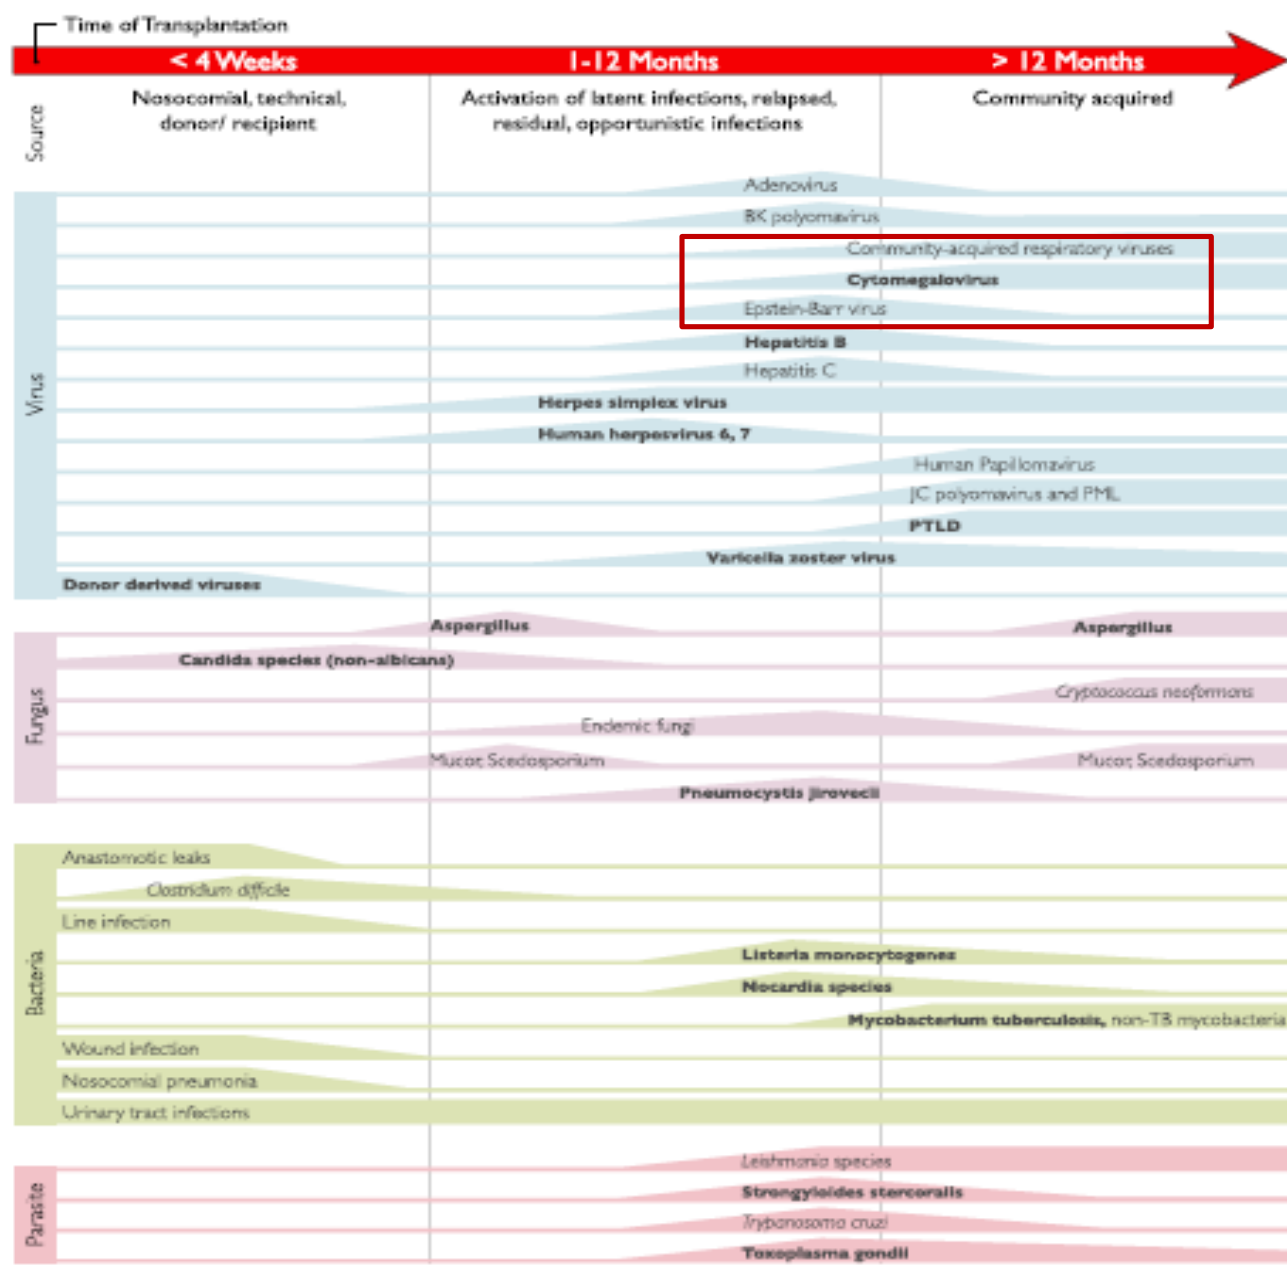 Time of Transplantation
< 4 Weeks
1-12 Months
> 12 Months
Source
Nosocomial, technical,
donor/ recipient
Activation of latent infections, relapsed,
residual, opportunistic infections
Community acquired
Virus
Adenovirus
BK polyomavirus
Community-acquired respiratory viruses
Cytomegalovirus
Epstein-Barr virus
Hepatitis B
Hepatitis C
Herpes simplex virus
Human herpesvirus 6, 7
Human Papillomavirus
JC polyomavirus and PML
PTLD
Varicella zoster virus
Donor derived viruses
Fungus
Aspergillus
Aspergillus
Candida species (non-albicans)
Cryptococcus neoformans
Endemic fungi
Mucor, Scedosporium
Mucor, Scedosporium
Pneumocystis jirovecii
Bacteria
Anastomotic leaks
Clostridium difficile
Line infection
Listeria monocytogenes
Nocardia species
Mycobacterium tuberculosis, non-TB mycobacteria
Wound infection
Nosocomial pneumonia
Urinary tract infections
Parasite
Leishmania species
Strongyloides stercoralis
Trypanosoma cruzi
Toxoplasma gondii